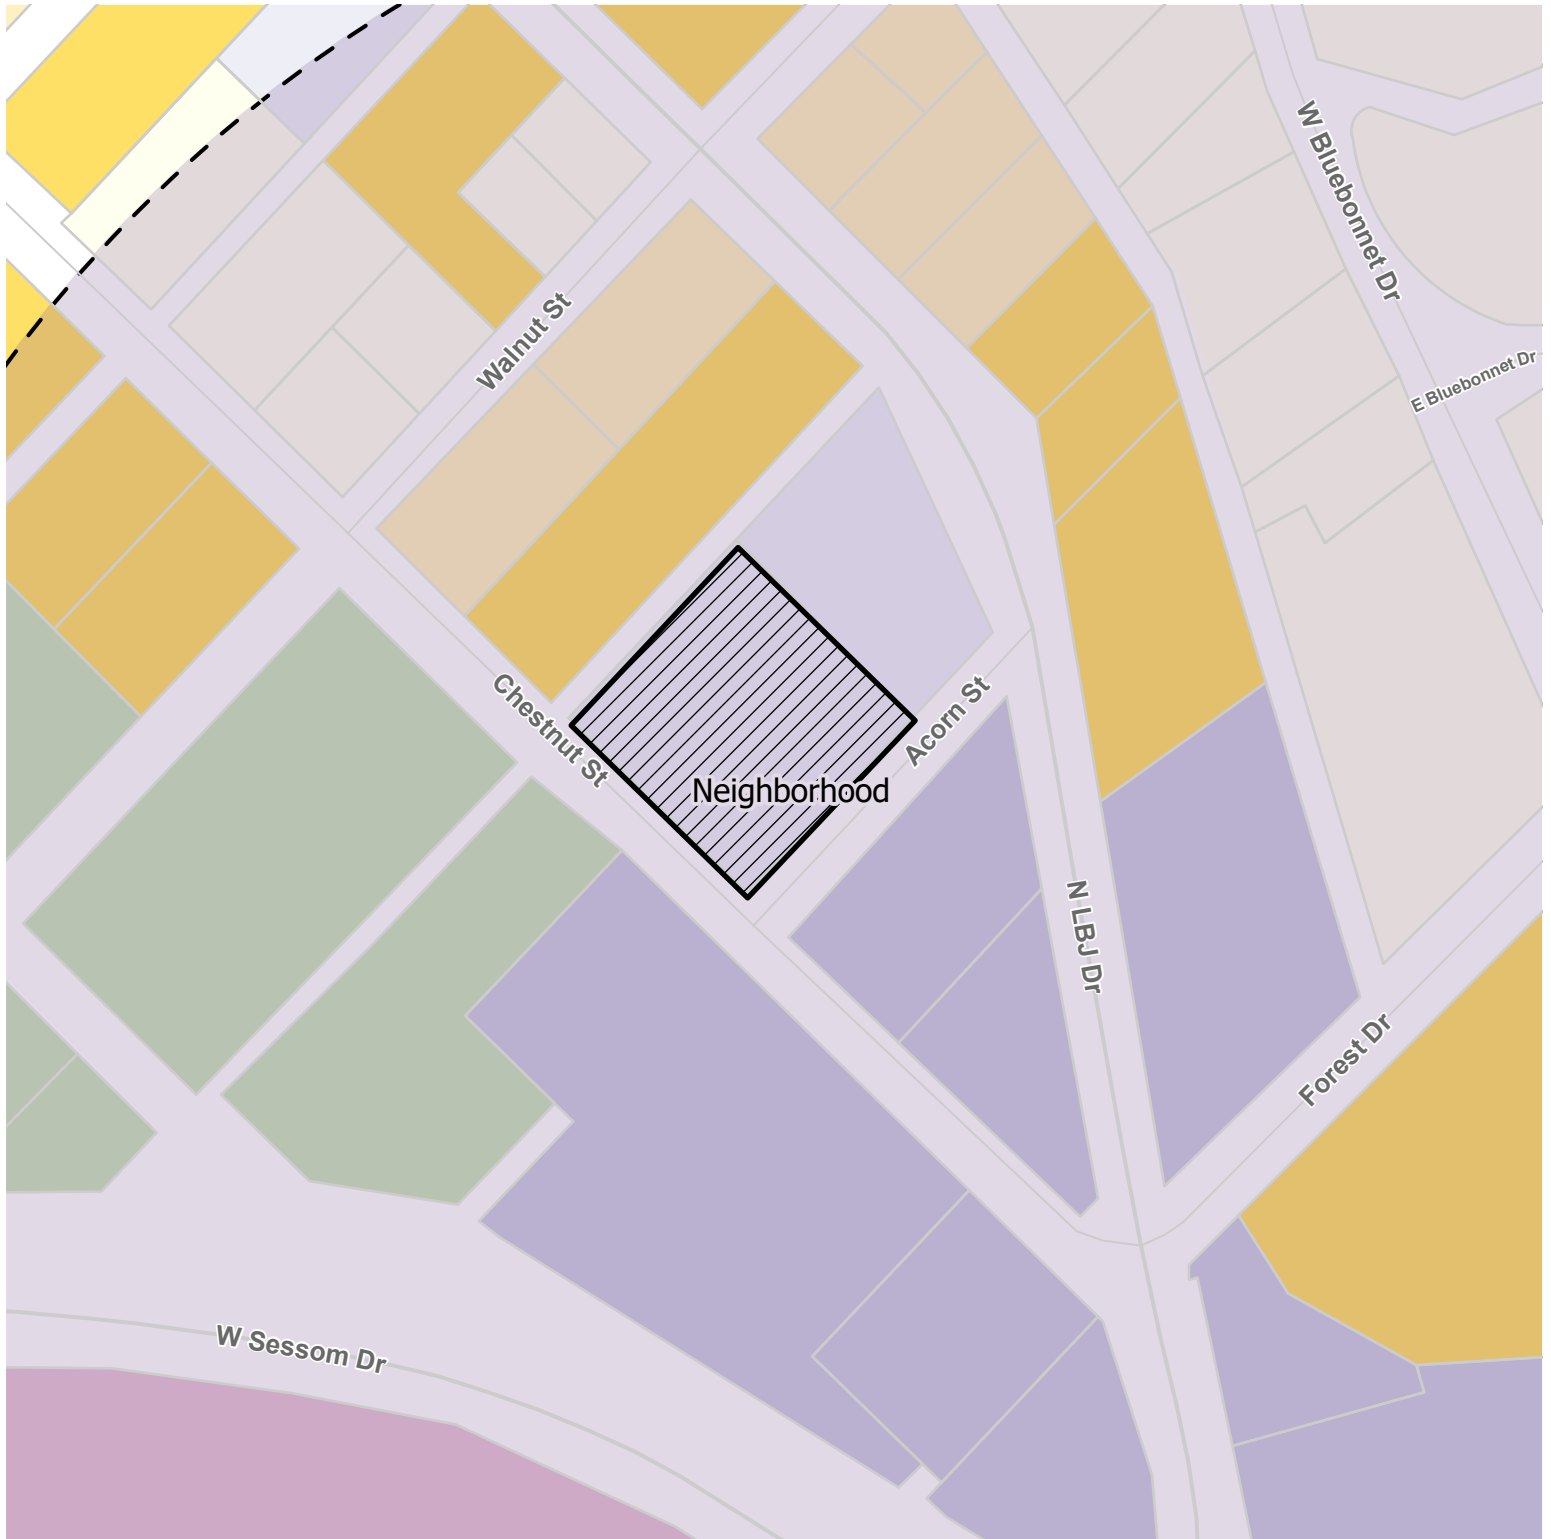 W Bluebonnet Dr
Walnut St
E Bluebonnet Dr
Chestnut St
Acorn St
Neighborhood
N LBJ Dr
Forest Dr
W Sessom Dr